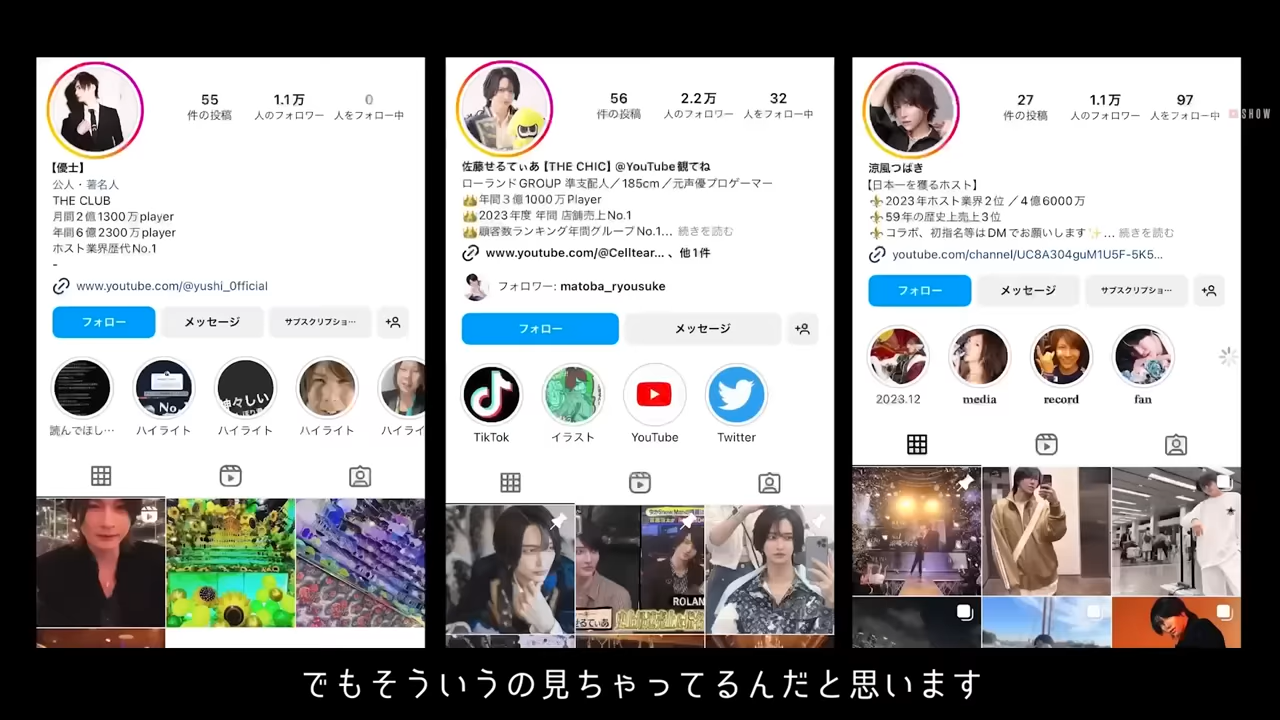 55
件の投稿
1.1万
人のフォロワー
0
人をフォロー中
【優士】
公人・著名人
THE CLUB
月間2億1300万player
年間6億2300万player
ホスト業界歴代No.1
-
www.youtube.com/@yushi_0fficial
フォロー
メッセージ
サブスクリプショ…
読んでほし…
ハイライト
ハイライト
ハイライト
ハイライ
56
件の投稿
2.2万
人のフォロワー
32
人をフォロー中
佐藤せるてぃあ【THE CHIC】@YouTube観てね
ローランドGROUP 準支配人／185cm／元声優プロゲーマー
👑年間３億1000万Player
👑2023年度 年間 店舗売上No.1
👑顧客数ランキング年間グループNo.1... 続きを読む
www.youtube.com/@Celltear... 、他1件
フォロワー: matoba_ryousuke
フォロー
メッセージ
TikTok
イラスト
YouTube
Twitter
ROLAN
27
件の投稿
1.1万
人のフォロワー
97
人をフォロー中
涼風つばき
【日本一を獲るホスト】
⚜️2023年ホスト業界2位 ／4億6000万
⚜️59年の歴史上売上3位
⚜️コラボ、初指名等はDMでお願いします✨... 続きを読む
youtube.com/channel/UC8A304guM1U5F-5K5...
フォロー
メッセージ
サブスクリプショ…
2023.12
media
record
fan
SHOW
でもそういうの見ちゃってるんだと思います